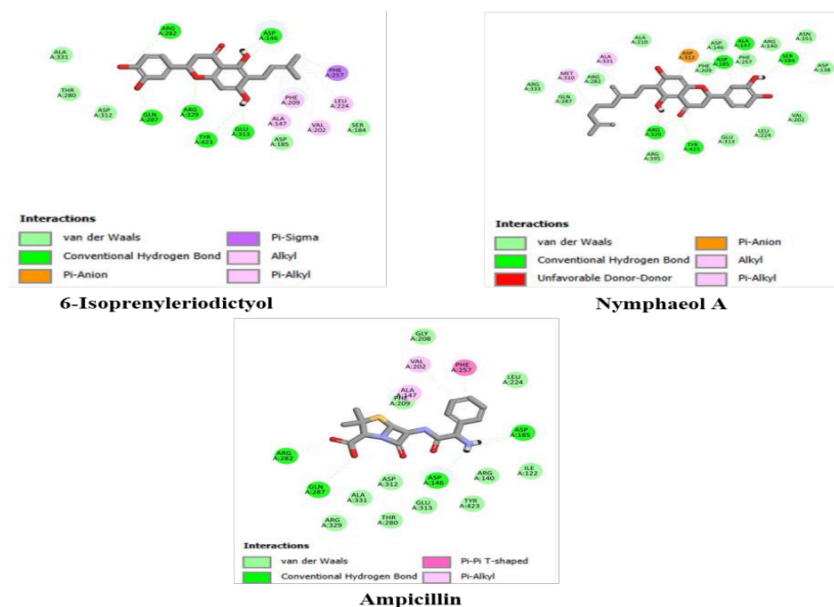 ARG
A:282
ASP
A:146
ALA
A:331
PHE
A:257
THR
A:280
PHE
A:209
LEU
A:224
ASP
A:312
ARG
A:329
GLN
A:287
ALA
A:147
VAL
A:202
SER
A:184
TYR
A:423
GLU
A:313
ASP
A:185
Interactions
van der Waals
Conventional Hydrogen Bond
Pi-Anion
Pi-Sigma
Alkyl
Pi-Alkyl
6-Isoprenyleriodictyol
ALA
A:210
ASP
A:312
ASP
A:146
ALA
A:147
ARG
A:140
ASN
A:151
ALA
A:331
PHE
A:209
ASP
A:185
PHE
A:257
SER
A:184
ASP
A:138
MET
A:310
ARG
A:282
ARG
GLN
A:287
VAL
A:202
ARG
A:329
TYR
A:423
GLU
A:313
LEU
A:224
ARG
A:395
Interactions
van der Waals
Conventional Hydrogen Bond
Unfavorable Donor-Donor
Pi-Anion
Alkyl
Pi-Alkyl
Nymphaeol A
GLY
A:208
VAL
A:202
PHE
A:257
LEU
A:224
ALA
A:147
PHE
A:209
ASP
A:185
ARG
A:282
GLN
A:287
ASP
A:312
ASP
A:146
ARG
A:140
ILE
A:122
ALA
A:331
GLU
A:313
TYR
A:423
ARG
A:329
THR
A:280
Interactions
van der Waals
Conventional Hydrogen Bond
Pi-Pi T-shaped
Pi-Alkyl
Ampicillin